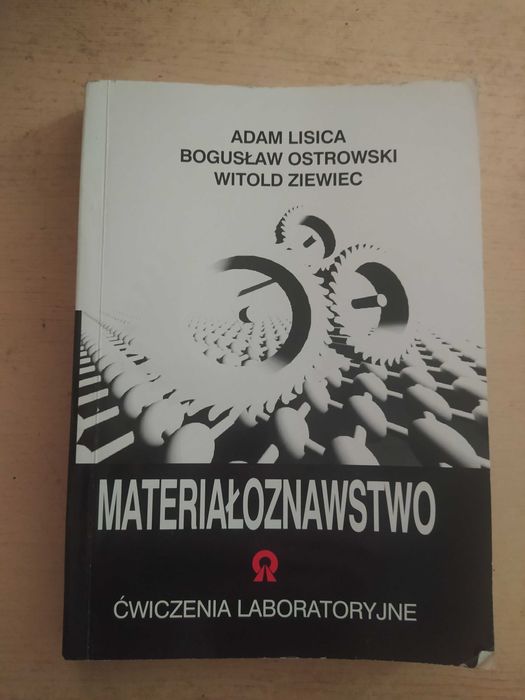 ADAM LISICA
BOGUSŁAW OSTROWSKI
WITOLD ZIEWIEC
MATERIAŁOZNAWSTWO
ĆWICZENIA LABORATORYJNE